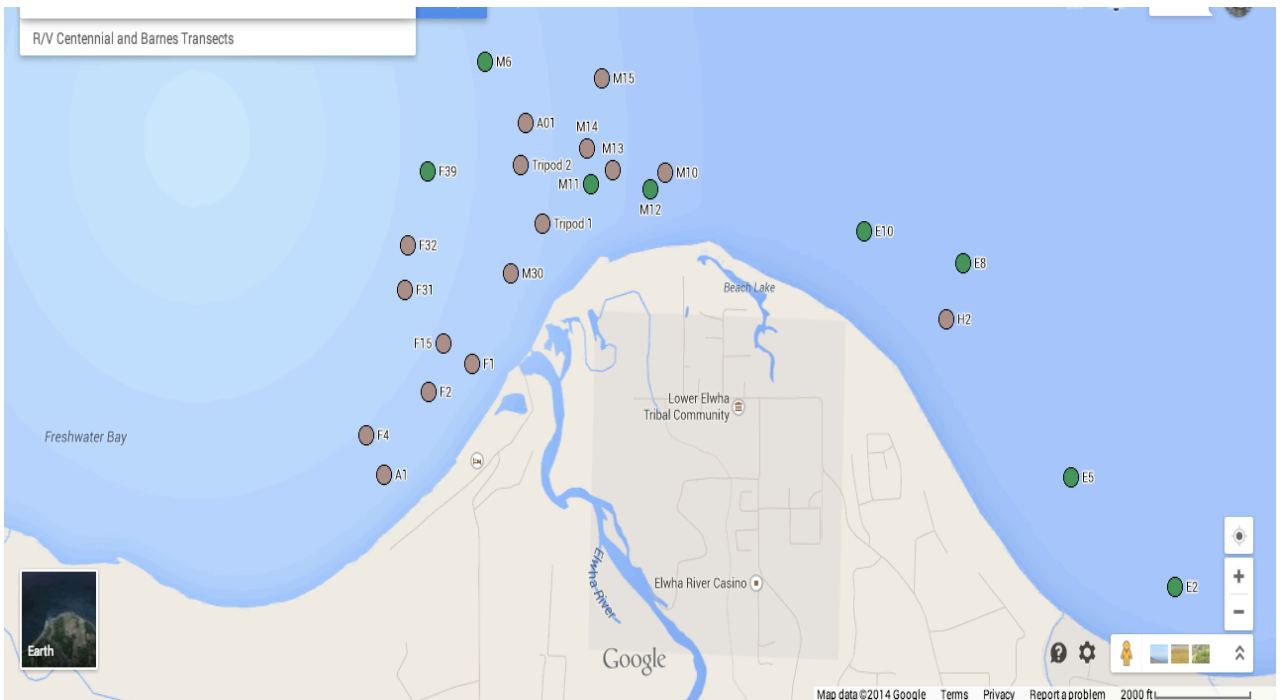 R/V Centennial and Barnes Transects
M6
M15
A01
M14
M13
Tripod 2
F39
M11
M10
M12
Tripod 1
E10
F32
E8
M30
Beach Lake
F31
H2
F15
F1
F2
Lower Elwha
Tribal Community
F4
Freshwater Bay
A1
E5
Elwha River
Elwha River Casino
E2
Earth
Google
Map data ©2014 Google Terms Privacy Report a problem 2000 ft